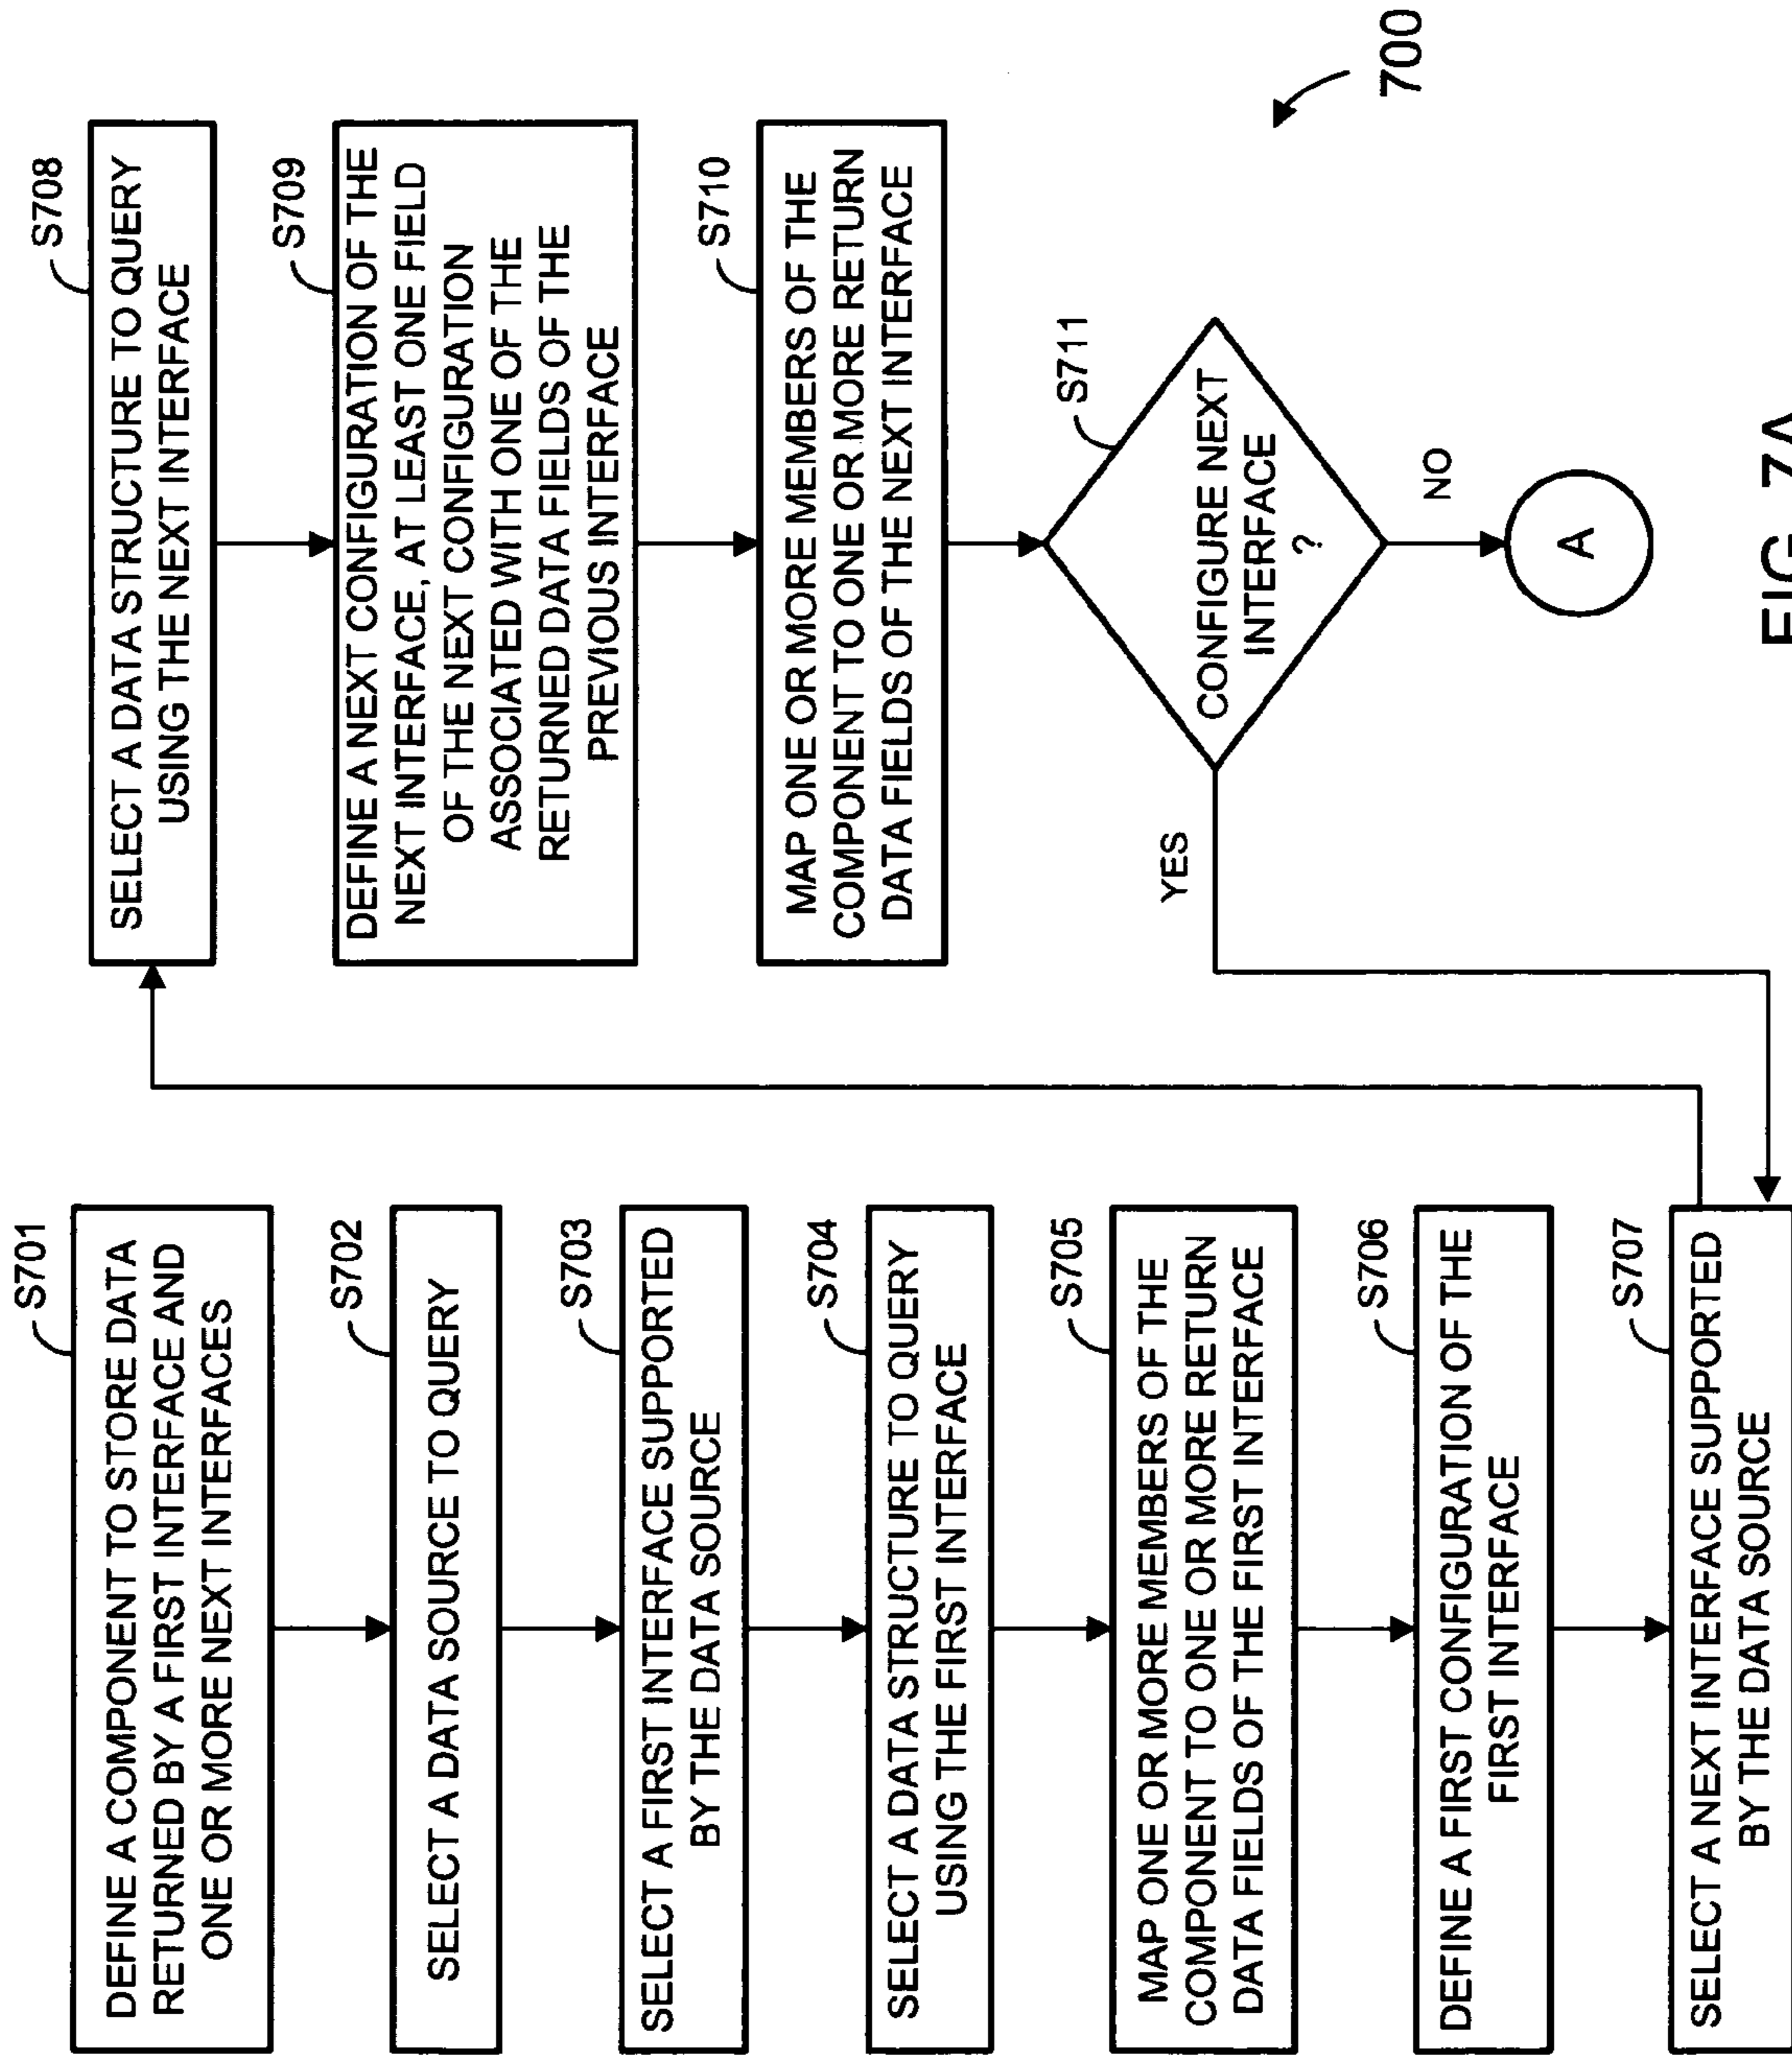 S701
DEFINE A COMPONENT TO STORE DATA
RETURNED BY A FIRST INTERFACE AND
ONE OR MORE NEXT INTERFACES
S702
SELECT A DATA SOURCE TO QUERY
S703
SELECT A FIRST INTERFACE SUPPORTED
BY THE DATA SOURCE
S704
SELECT A DATA STRUCTURE TO QUERY
USING THE FIRST INTERFACE
S705
MAP ONE OR MORE MEMBERS OF THE
COMPONENT TO ONE OR MORE RETURN
DATA FIELDS OF THE FIRST INTERFACE
S706
DEFINE A FIRST CONFIGURATION OF THE
FIRST INTERFACE
S707
SELECT A NEXT INTERFACE SUPPORTED
BY THE DATA SOURCE
S708
SELECT A DATA STRUCTURE TO QUERY
USING THE NEXT INTERFACE
S709
DEFINE A NEXT CONFIGURATION OF THE
NEXT INTERFACE, AT LEAST ONE FIELD
OF THE NEXT CONFIGURATION
ASSOCIATED WITH ONE OF THE
RETURNED DATA FIELDS OF THE
PREVIOUS INTERFACE
S710
MAP ONE OR MORE MEMBERS OF THE
COMPONENT TO ONE OR MORE RETURN
DATA FIELDS OF THE NEXT INTERFACE
S711
CONFIGURE NEXT
INTERFACE
?
YES
NO
A
700
FIG. 7A